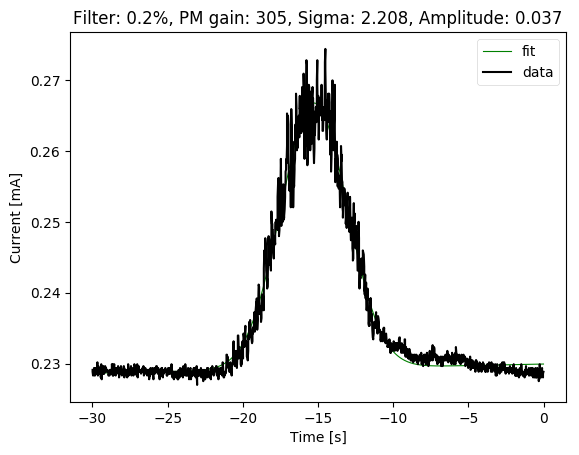 Filter: 0.2%, PM gain: 305, Sigma: 2.208, Amplitude: 0.037
fit
data
0.27
0.26
0.25
0.24
0.23
Current [mA]
−30
−25
−20
−15
−10
−5
0
Time [s]